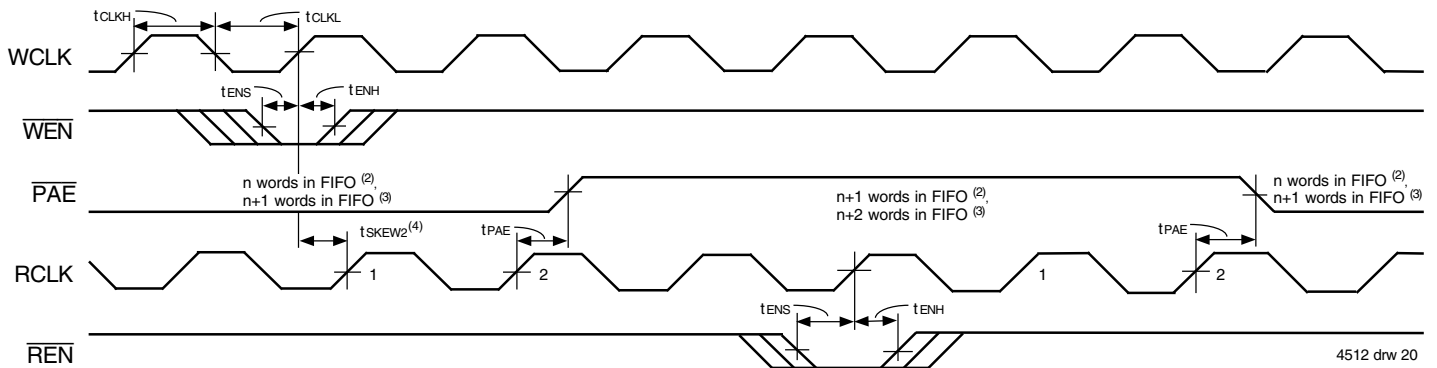 tCLKH
tCLKL
WCLK
tENS
tENH
WEN
PAE
n words in FIFO (2),
n+1 words in FIFO (3)
n+1 words in FIFO (2),
n+2 words in FIFO (3)
n words in FIFO (2),
n+1 words in FIFO (3)
tSKEW2(4)
tPAE
tPAE
RCLK
1
2
1
2
tENS
tENH
REN
4512 drw 20